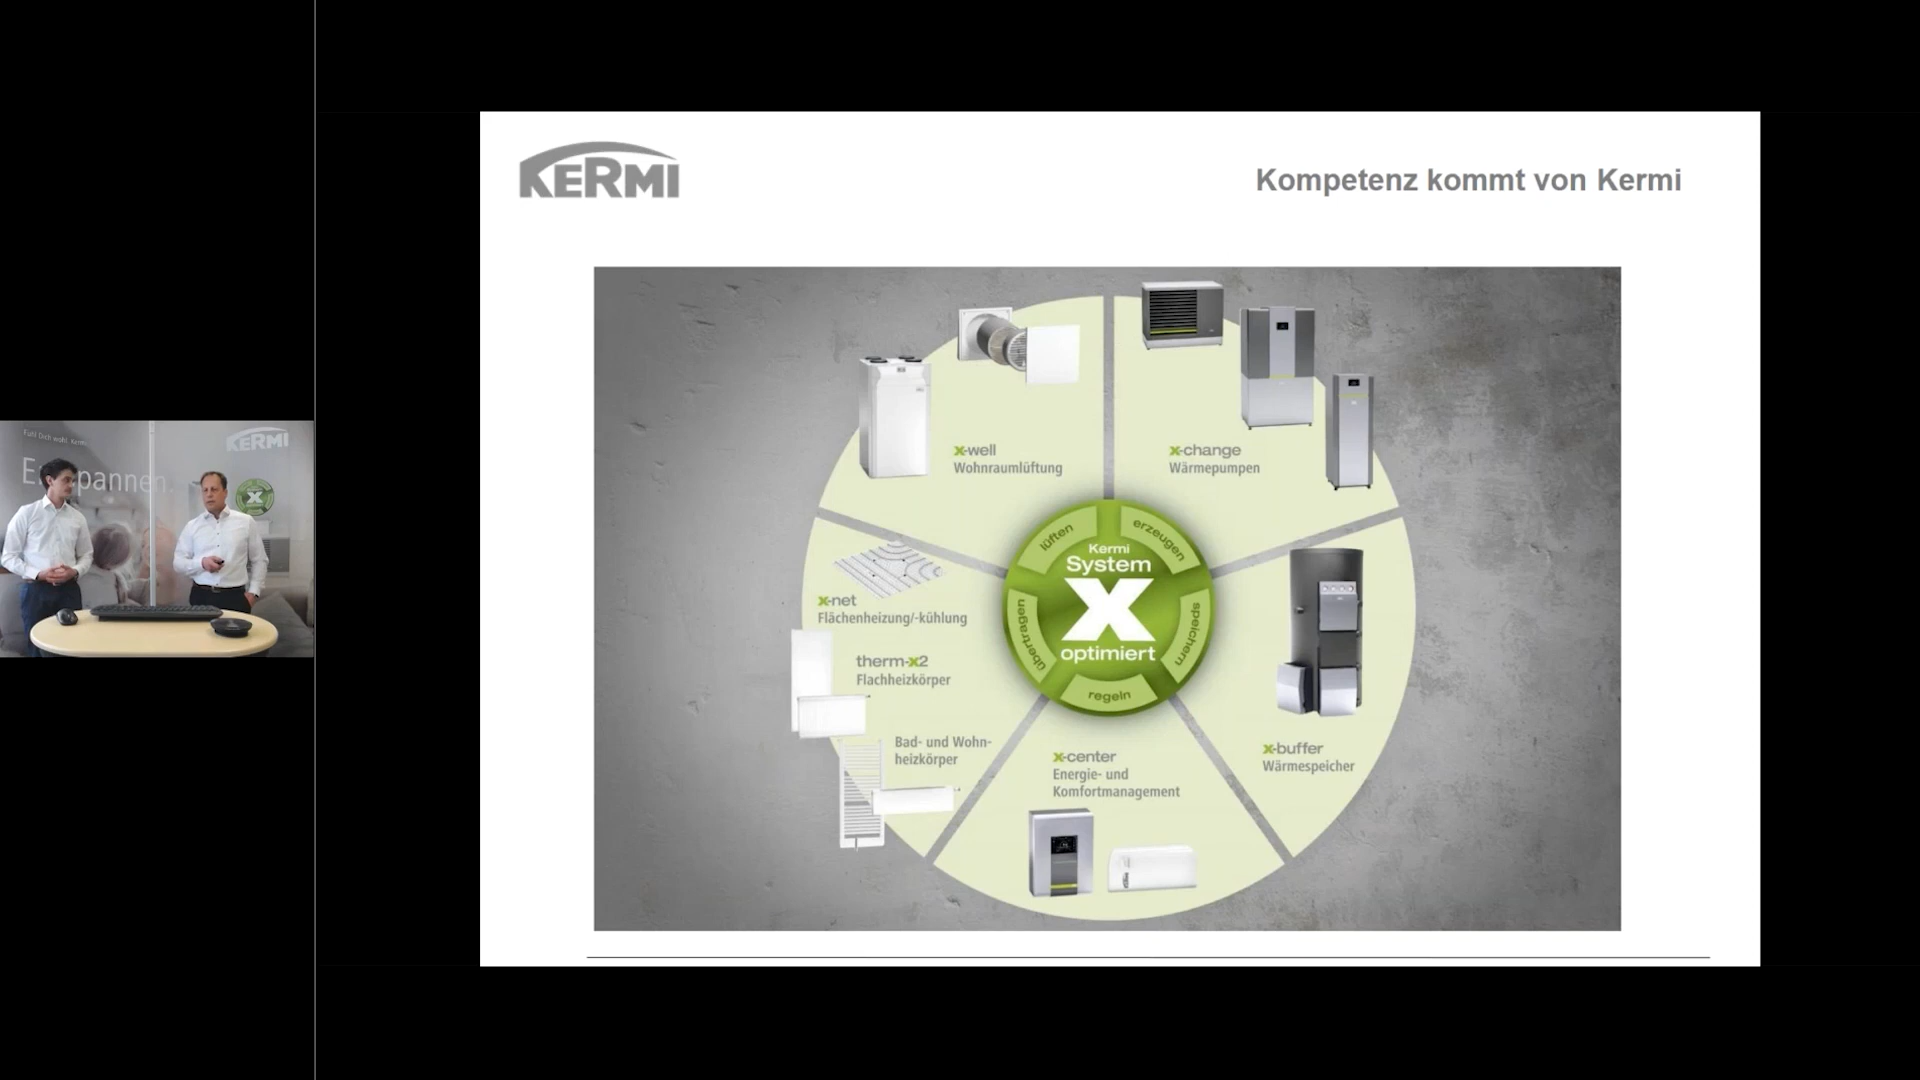 KERMI
Kompetenz kommt von Kermi
x-well
Wohnraumlüftung
x-change
Wärmepumpen
lüften
erzeugen
speichern
regeln
übertragen
Kermi
System
X
optimiert
x-net
Flächenheizung/-kühlung
therm-x2
Flachheizkörper
Bad- und Wohn-
heizkörper
x-center
Energie- und
Komfortmanagement
x-buffer
Wärmespeicher
KERMI
Fühl Dich wohl. Kermi.
KERMI
X